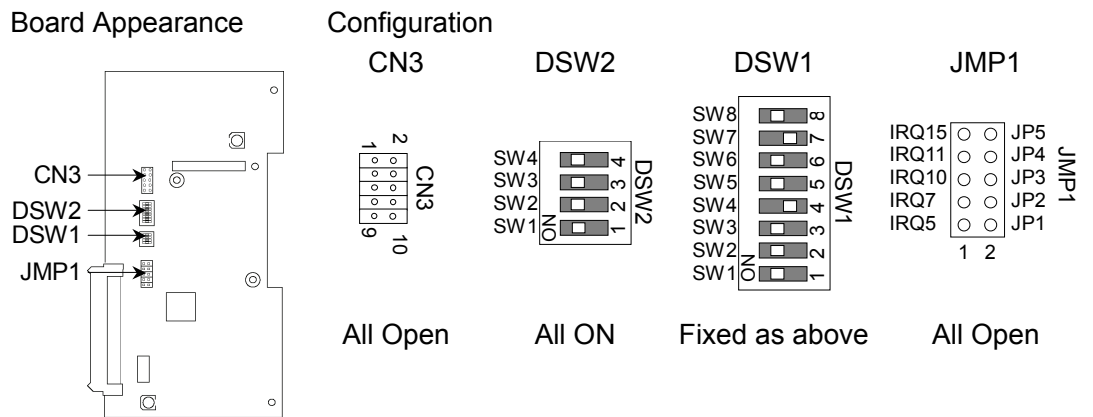 Board Appearance
Configuration
CN3
DSW2
DSW1
JMP1
CN3
DSW2
DSW1
JMP1
1 2
CN3
9 10
SW4 4
SW3 3
SW2 2
SW1 1
ON
DSW2
SW8 8
SW7 7
SW6 6
SW5 5
SW4 4
SW3 3
SW2 2
SW1 1
ON
DSW1
IRQ15 JP5
IRQ11 JP4
IRQ10 JP3
IRQ7 JP2
IRQ5 JP1
1 2
JMP1
All Open
All ON
Fixed as above
All Open